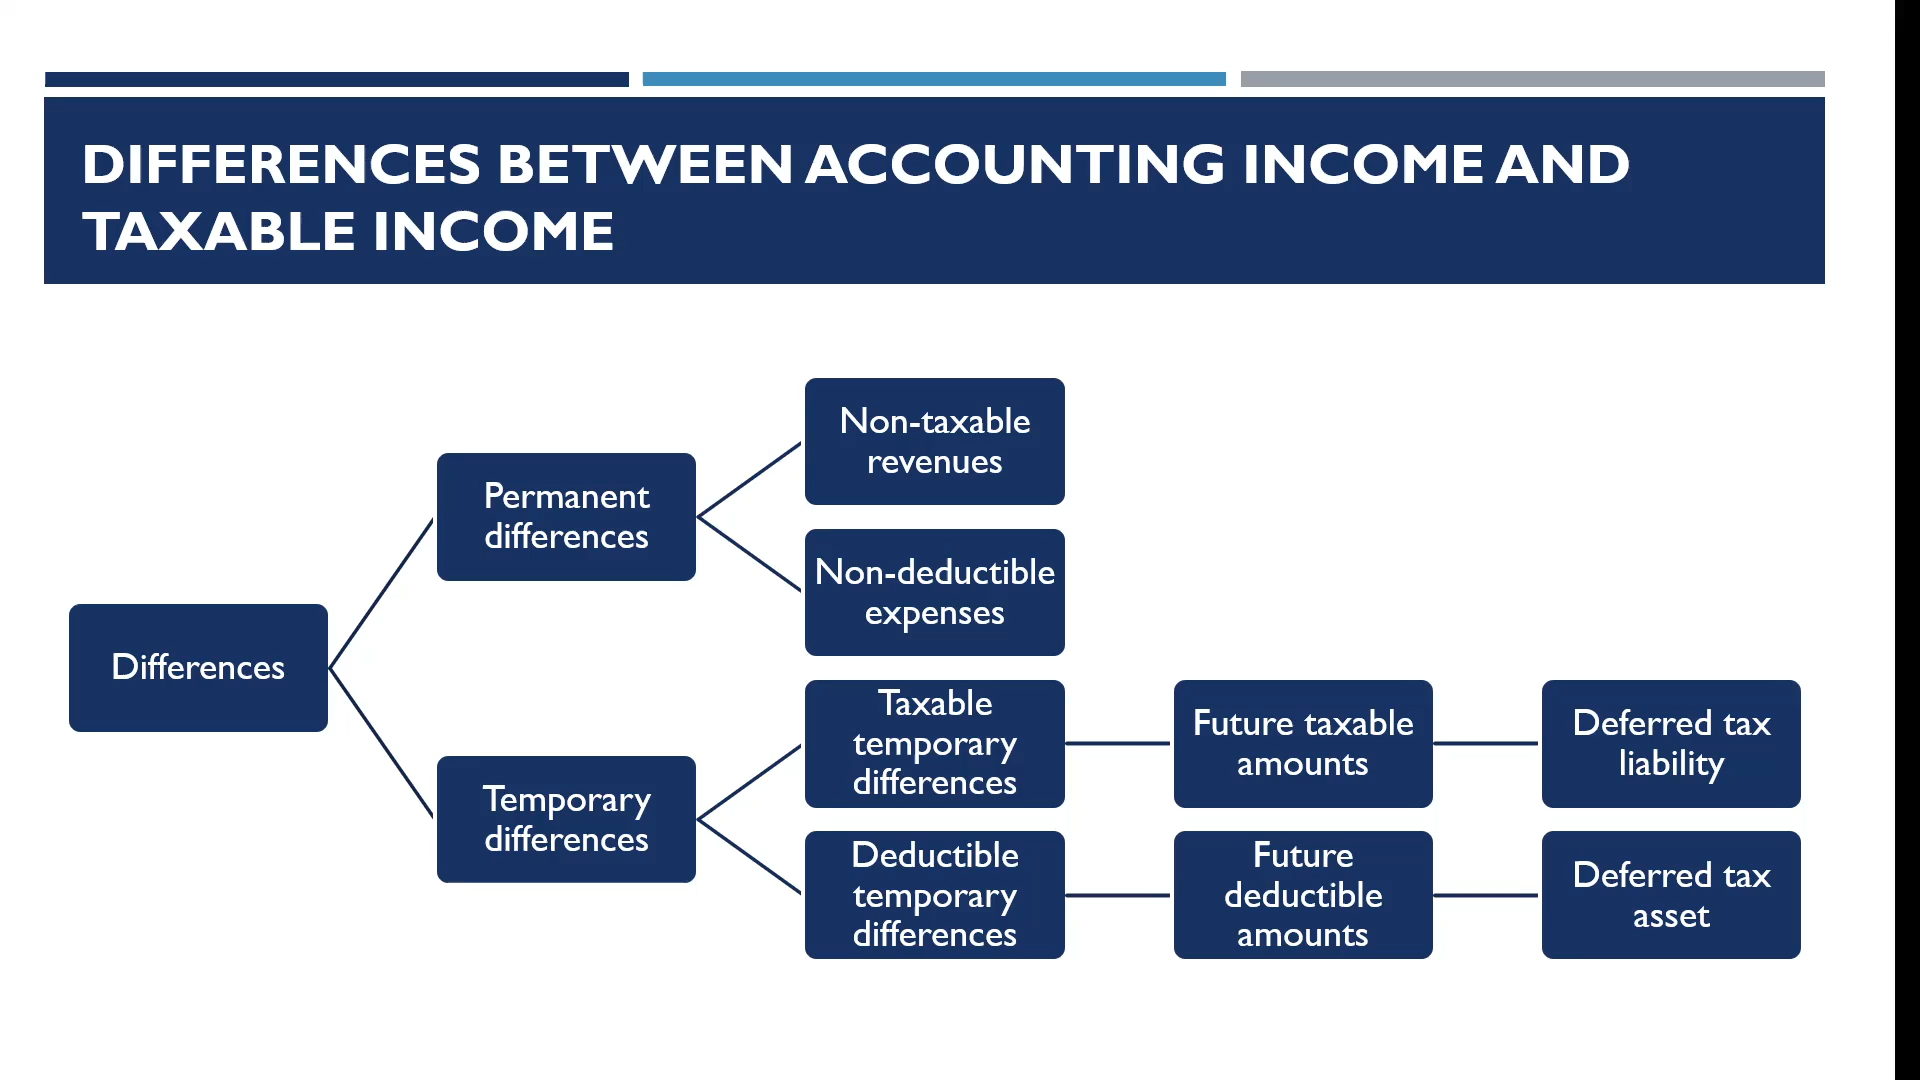 DIFFERENCES BETWEEN ACCOUNTING INCOME AND
TAXABLE INCOME
Differences
Permanent
differences
Non-taxable
revenues
Non-deductible
expenses
Temporary
differences
Taxable
temporary
differences
Future taxable
amounts
Deferred tax
liability
Deductible
temporary
differences
Future
deductible
amounts
Deferred tax
asset